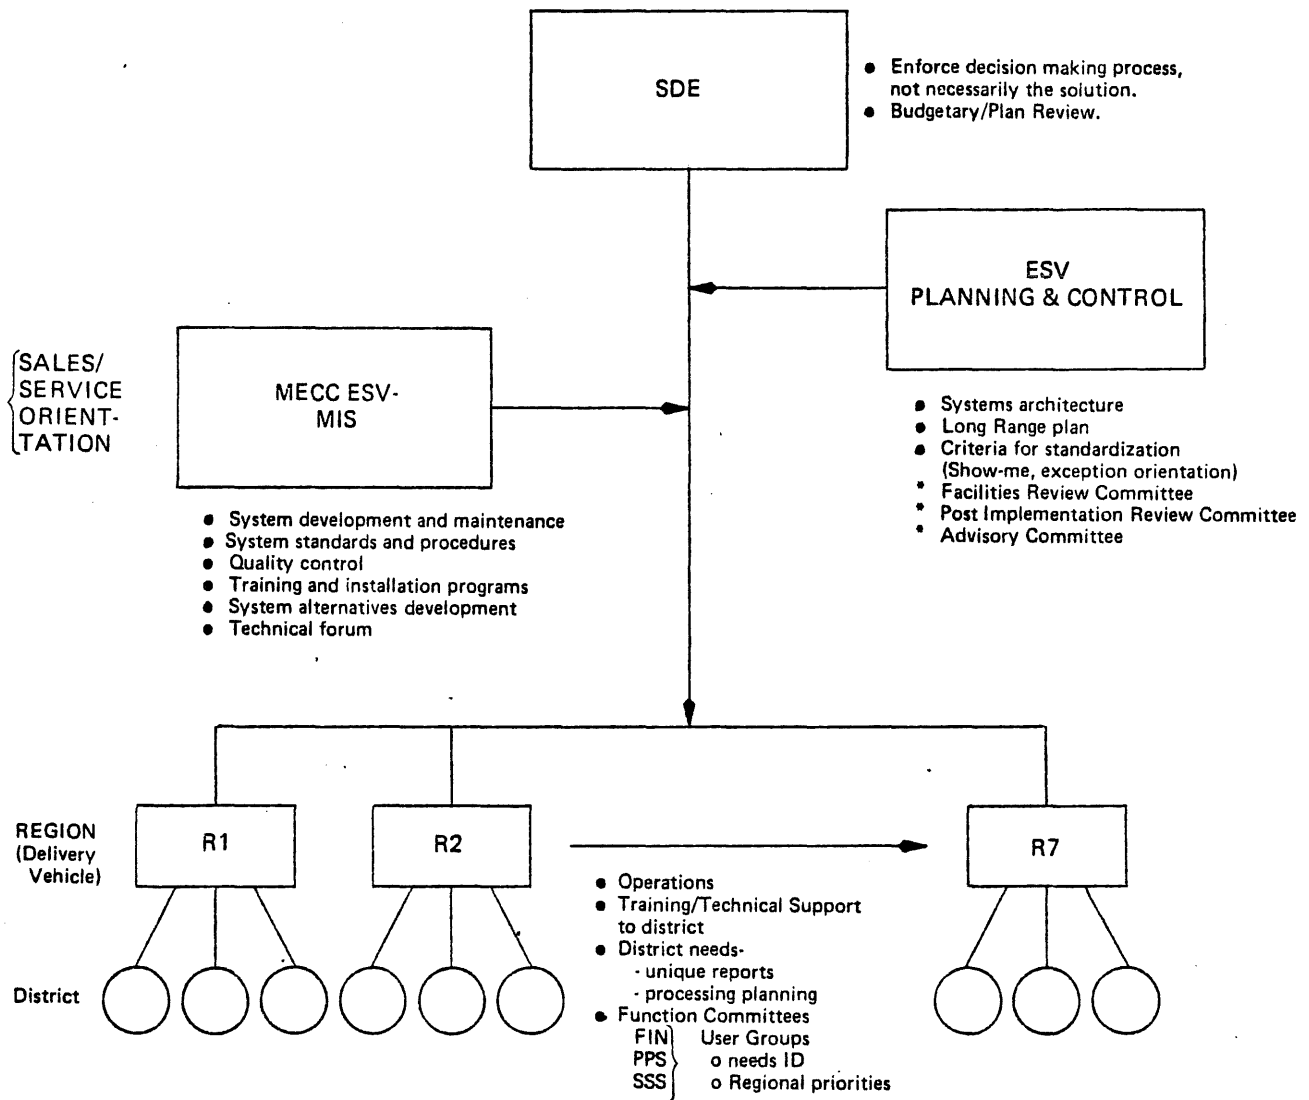 SDE
● Enforce decision making process,
not necessarily the solution.
● Budgetary/Plan Review.
ESV
PLANNING & CONTROL
● Systems architecture
● Long Range plan
● Criteria for standardization
(Show-me, exception orientation)
* Facilities Review Committee
* Post Implementation Review Committee
* Advisory Committee
SALES/
SERVICE
ORIENT-
TATION
MECC ESV-
MIS
● System development and maintenance
● System standards and procedures
● Quality control
● Training and installation programs
● System alternatives development
● Technical forum
REGION
(Delivery
Vehicle)
R1
R2
R7
● Operations
● Training/Technical Support
to district
● District needs-
- unique reports
- processing planning
● Function Committees
FIN User Groups
PPS o needs ID
SSS o Regional priorities
District